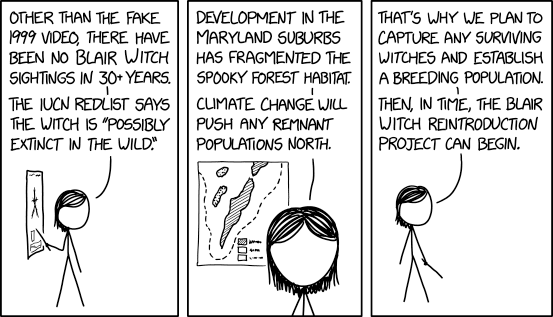 OTHER THAN THE FAKE
1999 VIDEO, THERE HAVE
BEEN NO BLAIR WITCH
SIGHTINGS IN 30+ YEARS.
THE IUCN REDLIST SAYS
THE WITCH IS "POSSIBLY
EXTINCT IN THE WILD."
DEVELOPMENT IN THE
MARYLAND SUBURBS
HAS FRAGMENTED THE
SPOOKY FOREST HABITAT.
CLIMATE CHANGE WILL
PUSH ANY REMNANT
POPULATIONS NORTH.
THAT'S WHY WE PLAN TO
CAPTURE ANY SURVIVING
WITCHES AND ESTABLISH
A BREEDING POPULATION.
THEN, IN TIME, THE BLAIR
WITCH REINTRODUCTION
PROJECT CAN BEGIN.